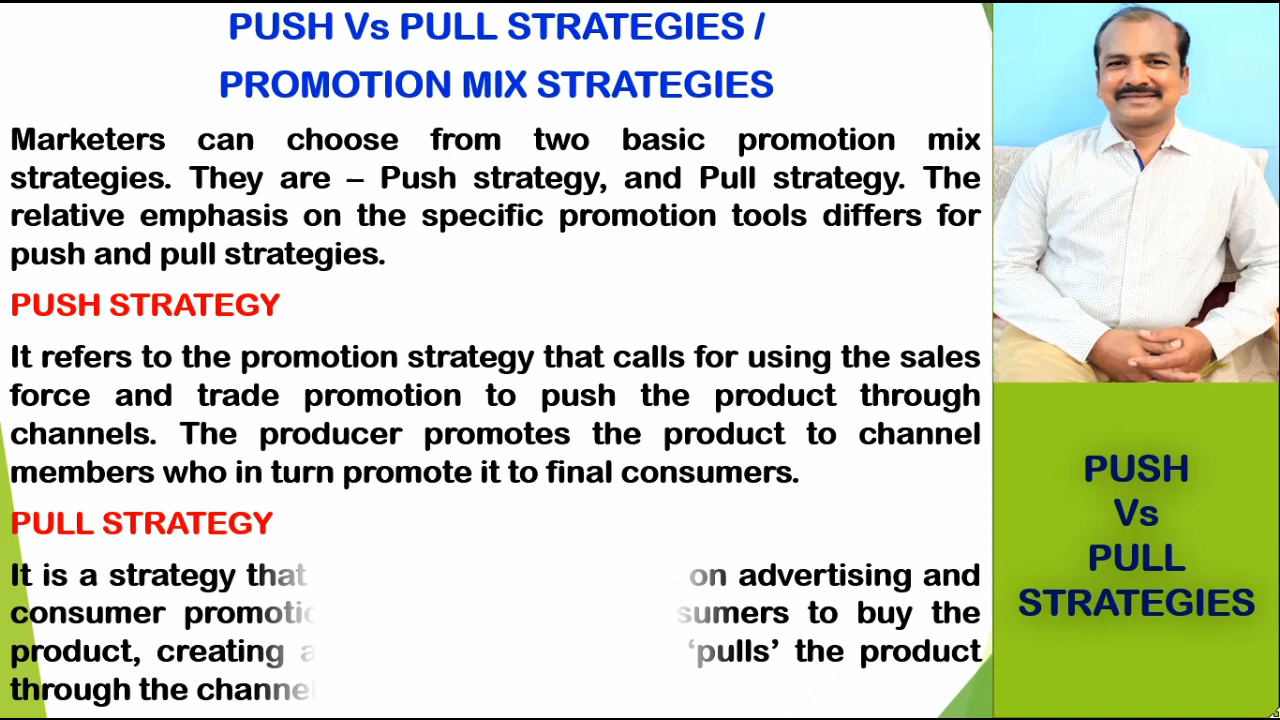 PUSH Vs PULL STRATEGIES /
PROMOTION MIX STRATEGIES
Marketers can choose from two basic promotion mix
strategies. They are – Push strategy, and Pull strategy. The
relative emphasis on the specific promotion tools differs for
push and pull strategies.
PUSH STRATEGY
It refers to the promotion strategy that calls for using the sales
force and trade promotion to push the product through
channels. The producer promotes the product to channel
members who in turn promote it to final consumers.
PULL STRATEGY
It is a strategy that on advertising and
consumer to buy the
product, creating ‘pulls’ the product
through the
PUSH
Vs
PULL
STRATEGIES